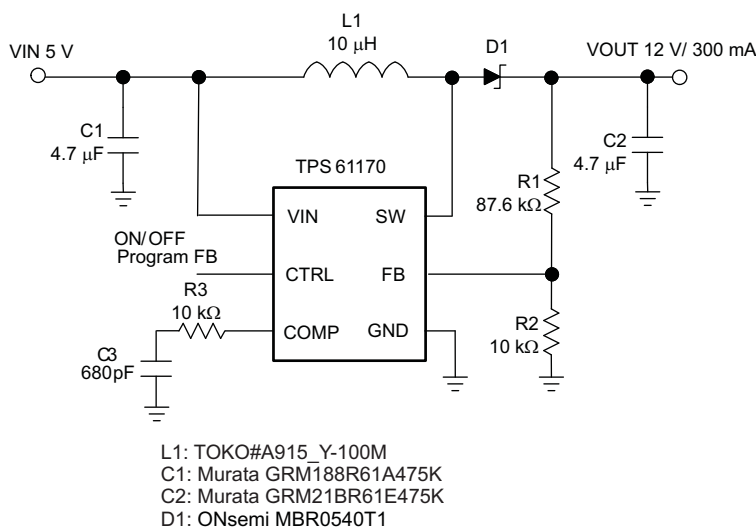 L1
10 μH
VIN 5 V
D1
VOUT 12 V/ 300 mA
C1
4.7 μF
C2
4.7 μF
TPS 61170
R1
87.6 kΩ
VIN
SW
ON/OFF
Program FB
CTRL
FB
R3
10 kΩ
COMP
GND
R2
10 kΩ
C3
680pF
L1: TOKO#A915_Y-100M
C1: Murata GRM188R61A475K
C2: Murata GRM21BR61E475K
D1: ONsemi MBR0540T1